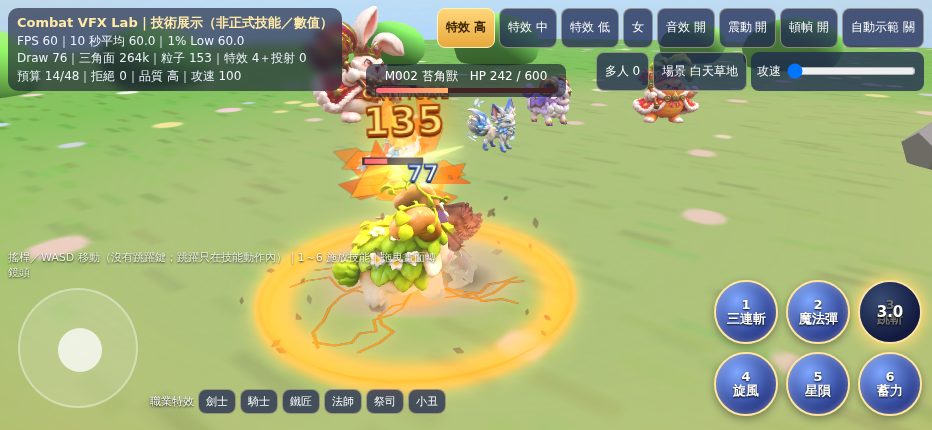 Combat VFX Lab｜技術展示（非正式技能／數值）
FPS 60｜10 秒平均 60.0｜1% Low 60.0
Draw 76｜三角面 264k｜粒子 153｜特效 4＋投射 0
預算 14/48｜拒絕 0｜品質 高｜攻速 100
特效 高
特效 中
特效 低
女
音效 開
震動 開
頓幀 開
自動示範 關
多人 0
場景 白天草地
攻速
M002 苔角獸　HP 242 / 600
135
77
搖桿／WASD 移動（沒有跳躍鍵；跳躍只在技能動作內）｜1～6 施放技能｜拖曳畫面轉
鏡頭
1
三連斬
2
魔法彈
3
跳斬
3.0
4
旋風
5
星隕
6
蓄力
職業特效
劍士
騎士
鐵匠
法師
祭司
小丑